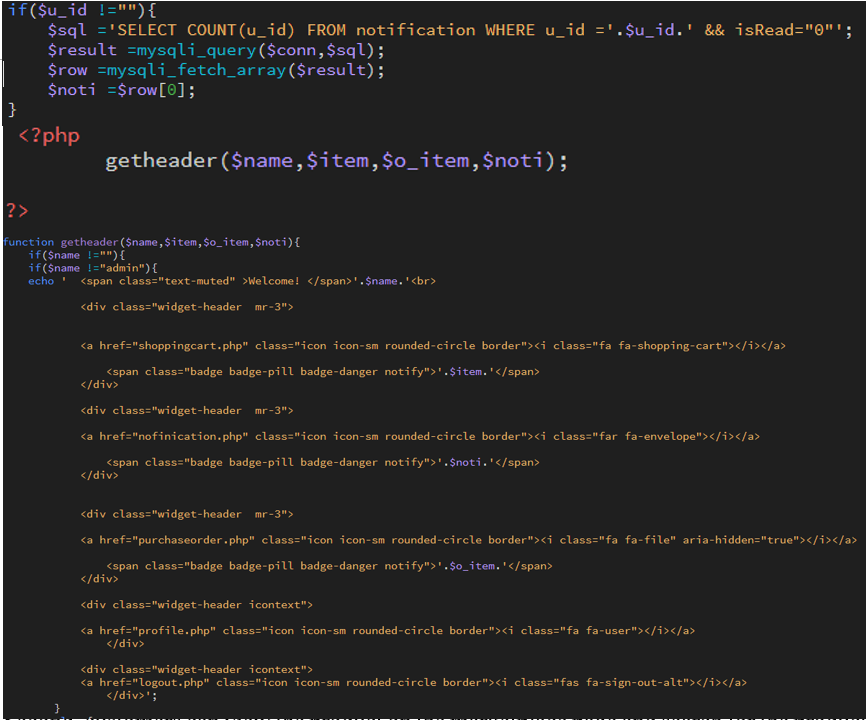 if($u_id !=""){
$sql ='SELECT COUNT(u_id) FROM notification WHERE u_id ='.$u_id.' && isRead="0"';
$result =mysqli_query($conn,$sql);
$row =mysqli_fetch_array($result);
$noti =$row[0];
}
<?php
getheader($name,$item,$o_item,$noti);
?>
function getheader($name,$item,$o_item,$noti){
if($name !=""){
if($name !="admin"){
echo '  <span class="text-muted" >Welcome! </span>'.$name.'<br>
<div class="widget-header  mr-3">
<a href="shoppingcart.php" class="icon icon-sm rounded-circle border"><i class="fa fa-shopping-cart"></i></a>
<span class="badge badge-pill badge-danger notify">'.$item.'</span>
</div>
<div class="widget-header  mr-3">
<a href="nofinication.php" class="icon icon-sm rounded-circle border"><i class="far fa-envelope"></i></a>
<span class="badge badge-pill badge-danger notify">'.$noti.'</span>
</div>
<div class="widget-header  mr-3">
<a href="purchaseorder.php" class="icon icon-sm rounded-circle border"><i class="fa fa-file" aria-hidden="true"></i></a>
<span class="badge badge-pill badge-danger notify">'.$o_item.'</span>
</div>
<div class="widget-header icontext">
<a href="profile.php" class="icon icon-sm rounded-circle border"><i class="fa fa-user"></i></a>
</div>
<div class="widget-header icontext">
<a href="logout.php" class="icon icon-sm rounded-circle border"><i class="fas fa-sign-out-alt"></i></a>
</div>';
}